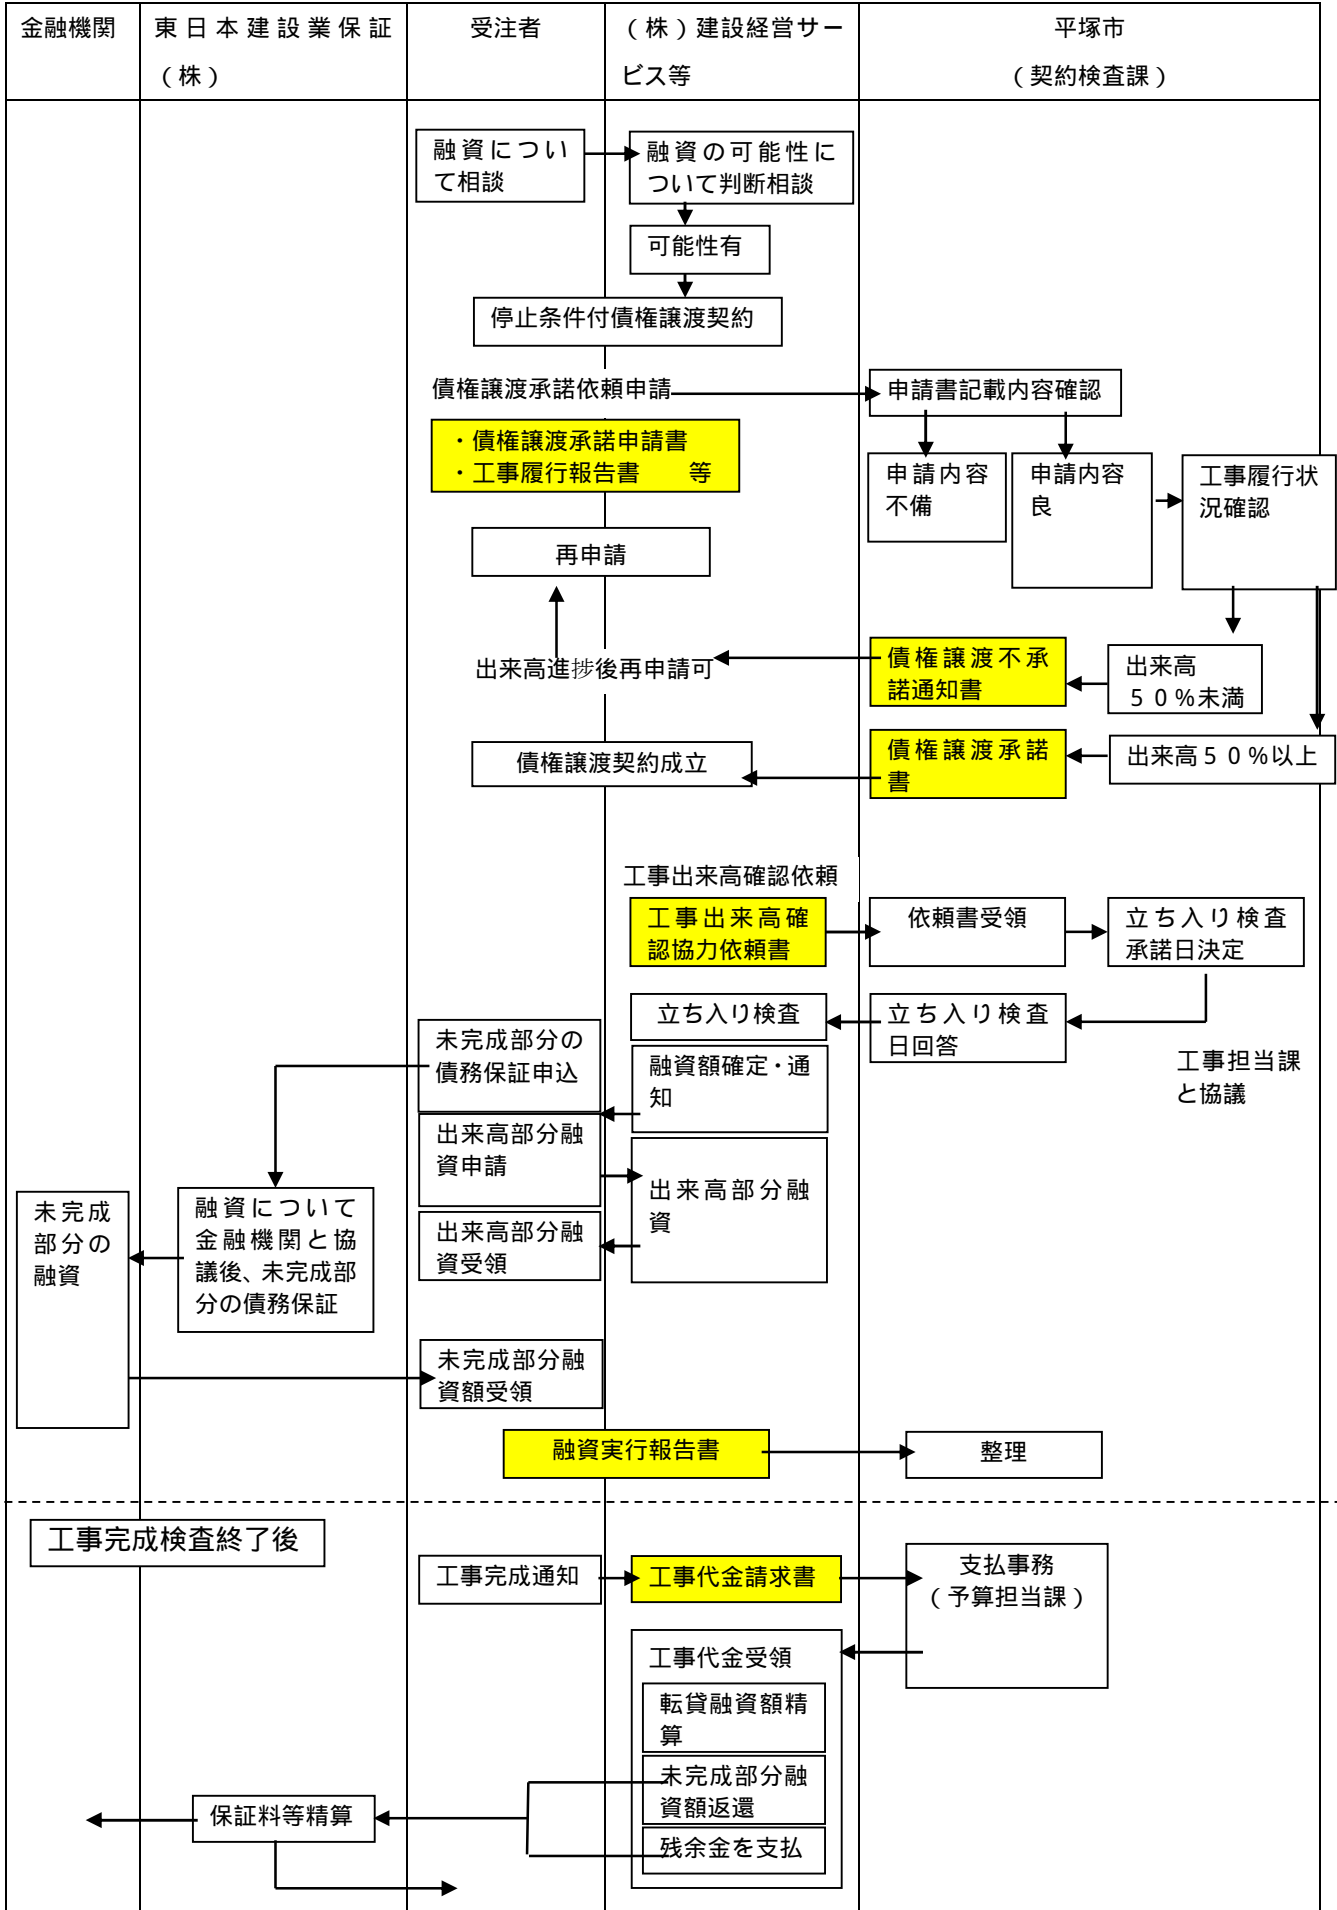 金融機関
東日本建設業保証
（株）
受注者
（株）建設経営サー
ビス等
平塚市
（契約検査課）
融資につい
て相談
融資の可能性に
ついて判断相談
可能性有
停止条件付債権譲渡契約
債権譲渡承諾依頼申請
申請書記載内容確認
・債権譲渡承諾申請書
・工事履行報告書　　等
申請内容
不備
申請内容
良
工事履行状
況確認
再申請
出来高進捗後再申請可
債権譲渡不承
諾通知書
出来高
５０％未満
債権譲渡契約成立
債権譲渡承諾
書
出来高５０％以上
工事出来高確認依頼
工事出来高確
認協力依頼書
依頼書受領
立ち入り検査
承諾日決定
立ち入り検査
立ち入り検査
日回答
工事担当課
と協議
未完成部分の
債務保証申込
融資額確定・通
知
出来高部分融
資申請
出来高部分融
資
出来高部分融
資受領
未完成
部分の
融資
融資について
金融機関と協
議後、未完成部
分の債務保証
未完成部分融
資額受領
融資実行報告書
整理
工事完成検査終了後
工事完成通知
工事代金請求書
支払事務
（予算担当課）
工事代金受領
転貸融資額精
算
未完成部分融
資額返還
残余金を支払
保証料等精算